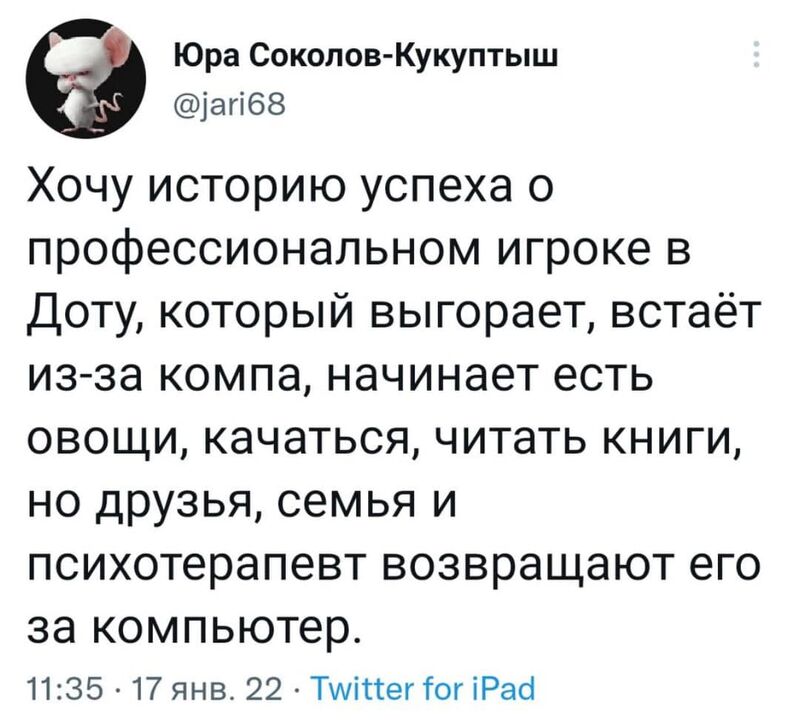 Юра Соколов-Кукуптыш
@jari68
Хочу историю успеха о
профессиональном игроке в
Доту, который выгорает, встаёт
из-за компа, начинает есть
овощи, качаться, читать книги,
но друзья, семья и
психотерапевт возвращают его
за компьютер.
11:35 · 17 янв. 22 · Twitter for iPad